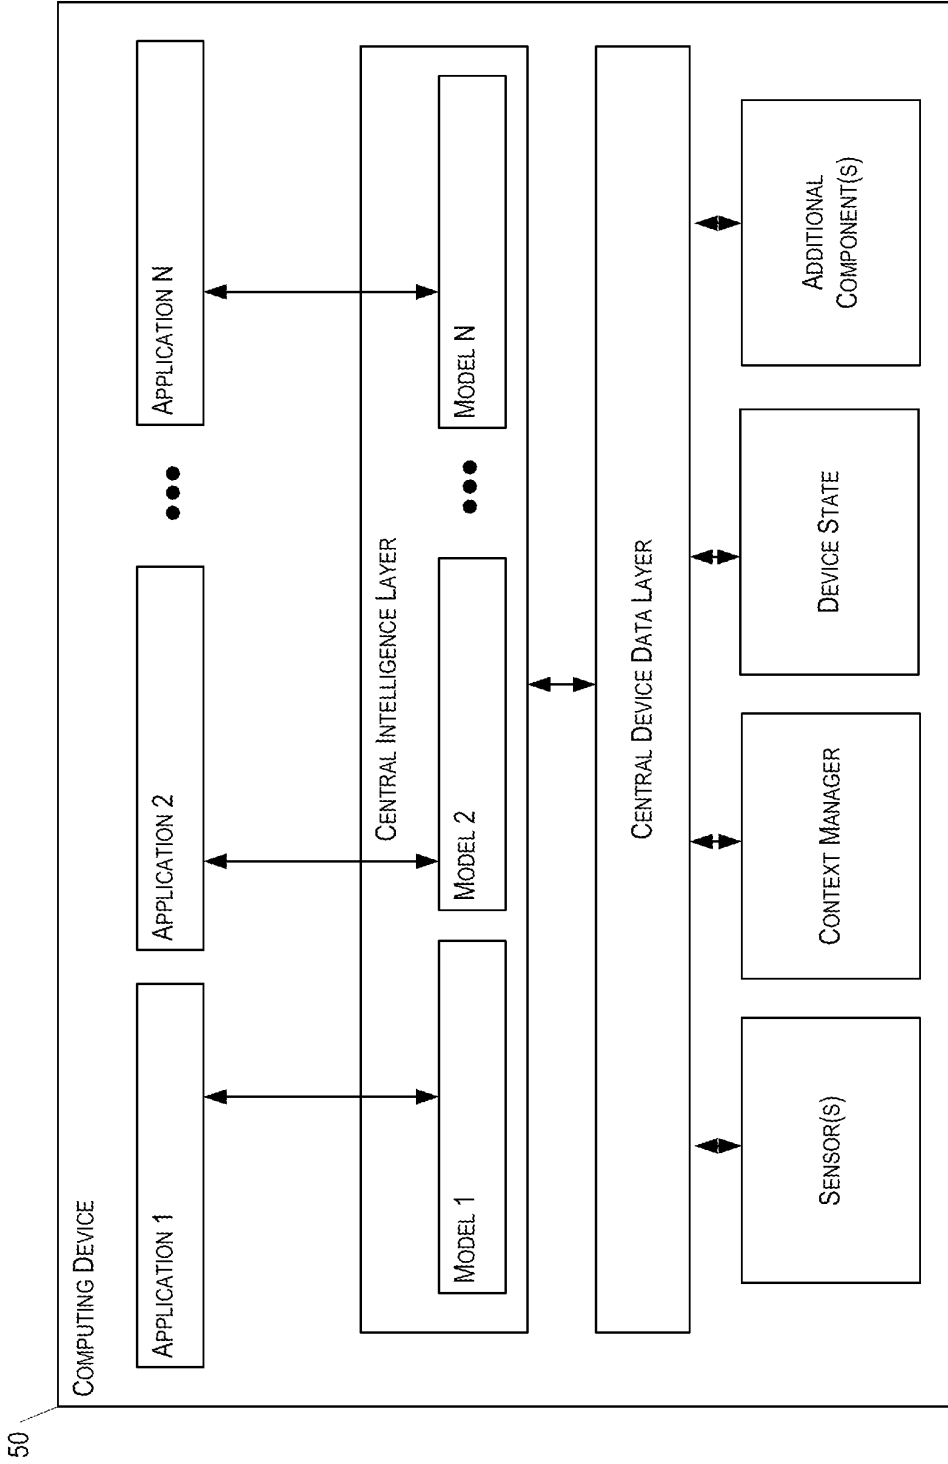 50
COMPUTING DEVICE
APPLICATION 1
APPLICATION 2
APPLICATION N
CENTRAL INTELLIGENCE LAYER
MODEL 1
MODEL 2
MODEL N
CENTRAL DEVICE DATA LAYER
SENSOR(S)
CONTEXT MANAGER
DEVICE STATE
ADDITIONAL
COMPONENT(S)